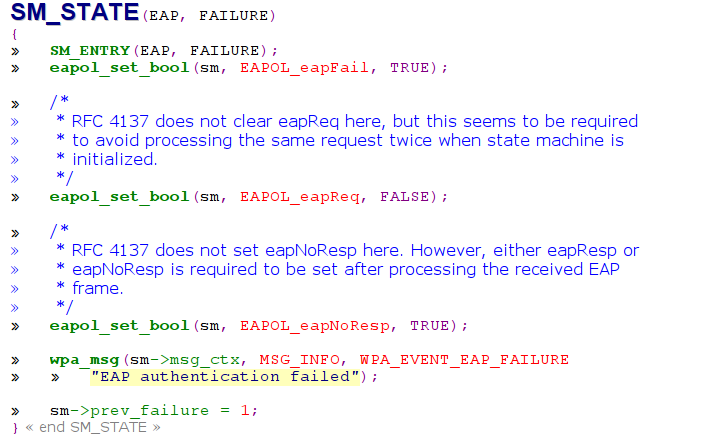 SM_STATE(EAP, FAILURE)
{
»   SM_ENTRY(EAP, FAILURE);
»   eapol_set_bool(sm, EAPOL_eapFail, TRUE);
»   /*
»    * RFC 4137 does not clear eapReq here, but this seems to be required
»    * to avoid processing the same request twice when state machine is
»    * initialized.
»    */
»   eapol_set_bool(sm, EAPOL_eapReq, FALSE);
»   /*
»    * RFC 4137 does not set eapNoResp here. However, either eapResp or
»    * eapNoResp is required to be set after processing the received EAP
»    * frame.
»    */
»   eapol_set_bool(sm, EAPOL_eapNoResp, TRUE);
»   wpa_msg(sm->msg_ctx, MSG_INFO, WPA_EVENT_EAP_FAILURE
»   »   "EAP authentication failed");
»   sm->prev_failure = 1;
} « end SM_STATE »